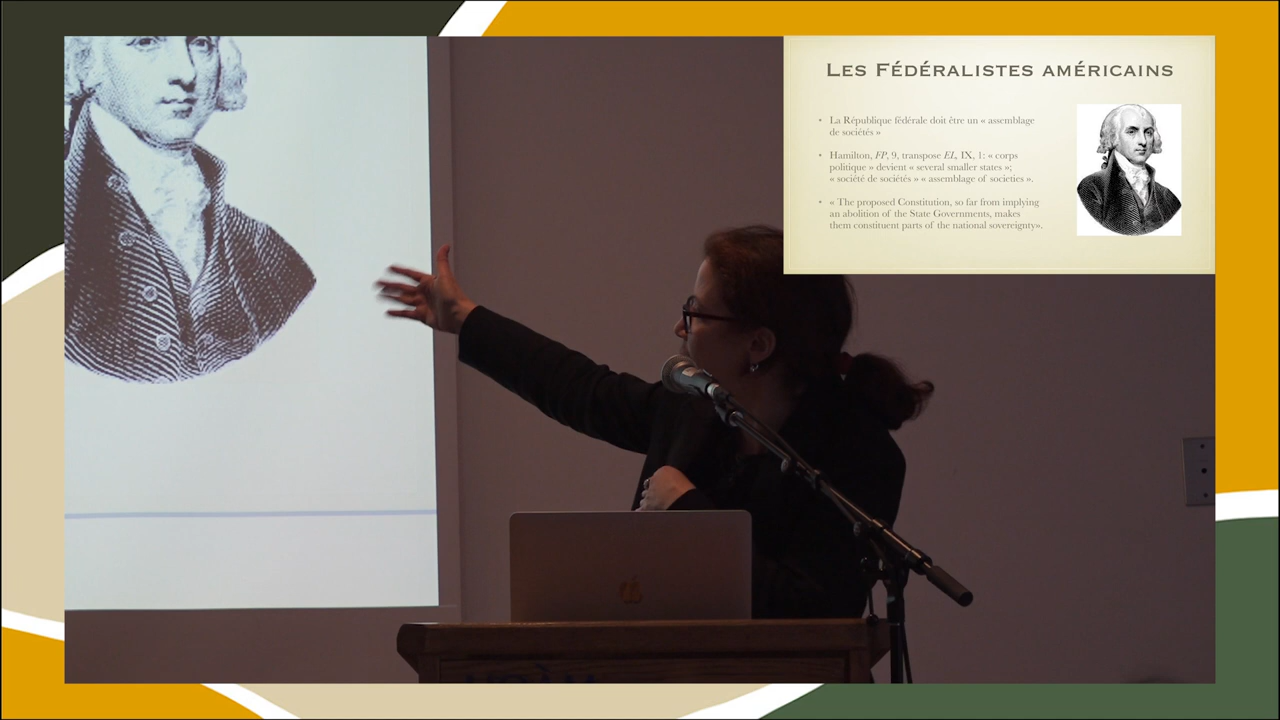 Les Fédéralistes américains
• La République fédérale doit être un « assemblage
de sociétés »
• Hamilton, FP, 9, transpose EL, IX, 1: « corps
politique » devient « several smaller states »;
« société de sociétés » « assemblage of societies ».
• « The proposed Constitution, so far from implying
an abolition of the State Governments, makes
them constituent parts of the national sovereignty».